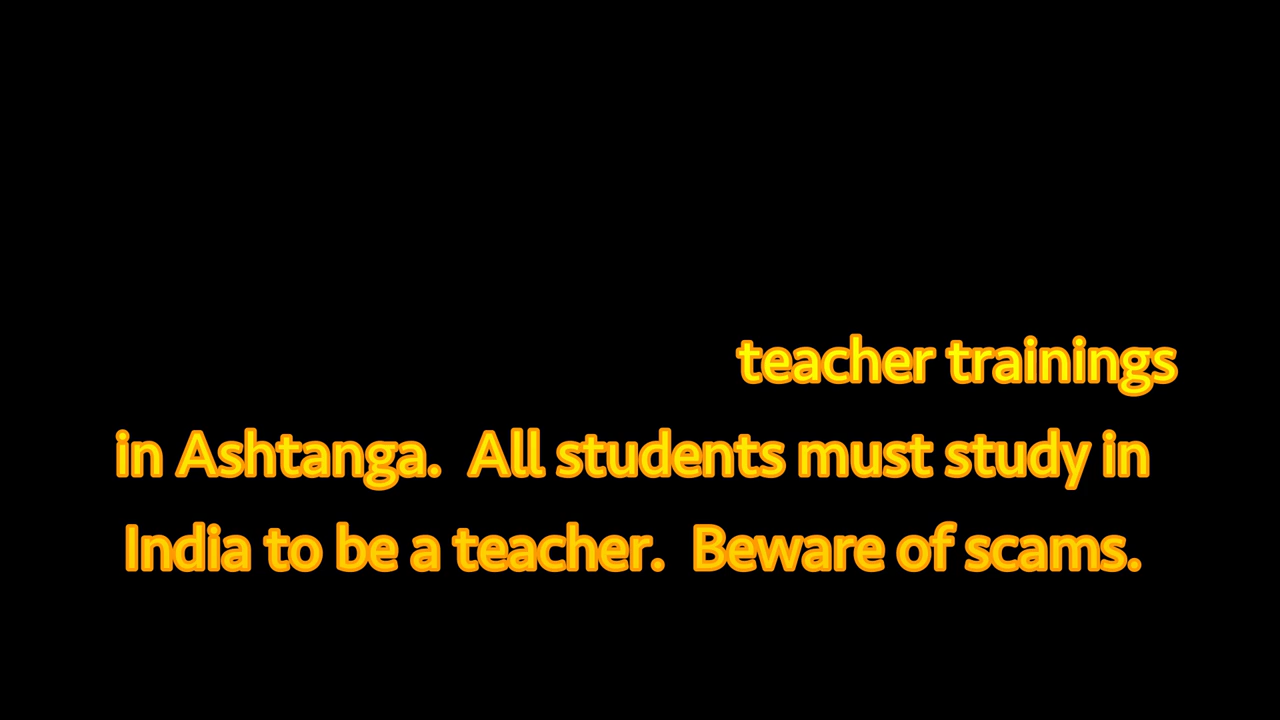 teacher trainings
in Ashtanga.  All students must study in
India to be a teacher.  Beware of scams.